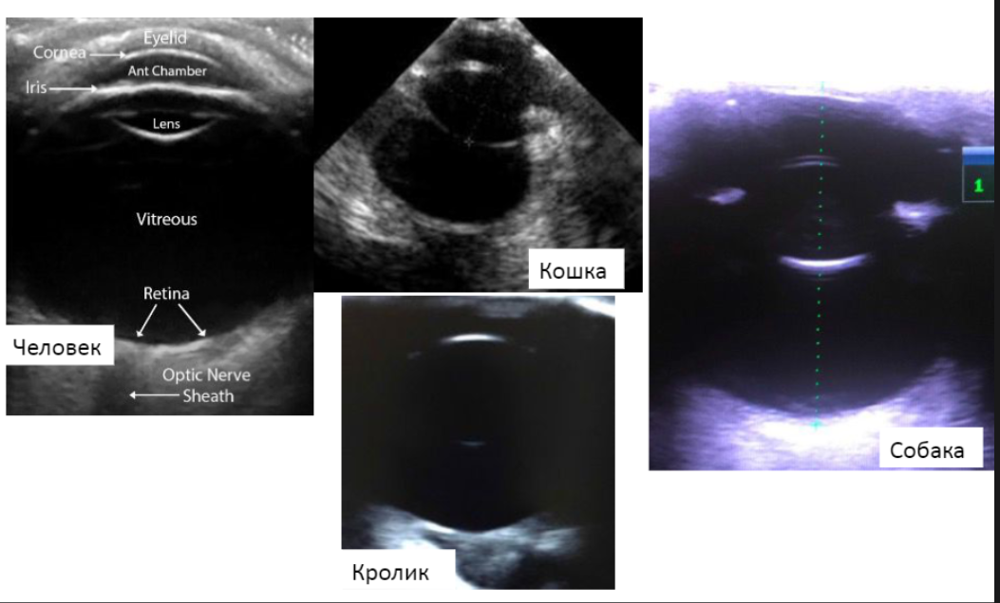 Eyelid
Cornea
Ant Chamber
Iris
Lens
Vitreous
Retina
Человек
Optic Nerve
Sheath
Кошка
1
Собака
Кролик